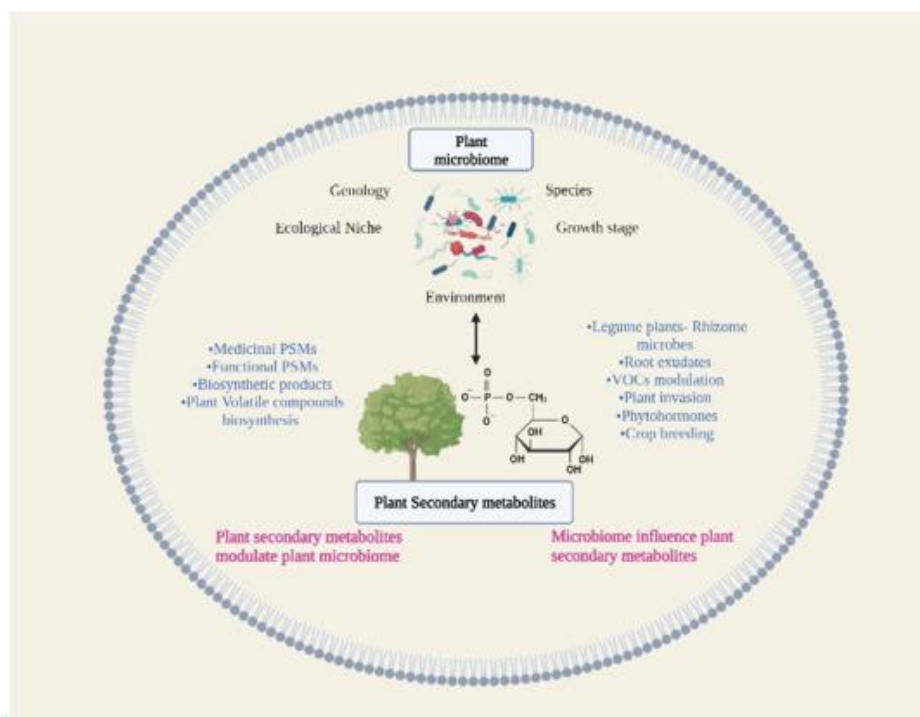 Plant
microbiome
Genology
Species
Ecological Niche
Growth stage
Environment
•Medicinal PSMs
•Functional PSMs
•Biosynthetic products
•Plant Volatile compounds
biosynthesis
•Legume plants- Rhizome
microbes
•Root exudates
•VOCs modulation
•Plant invasion
•Phytohormones
•Crop breeding
O
O⁻
P
O
CH₂
O⁻
O
OH
OH
OH
OH
Plant Secondary metabolites
Plant secondary metabolites
modulate plant microbiome
Microbiome influence plant
secondary metabolites